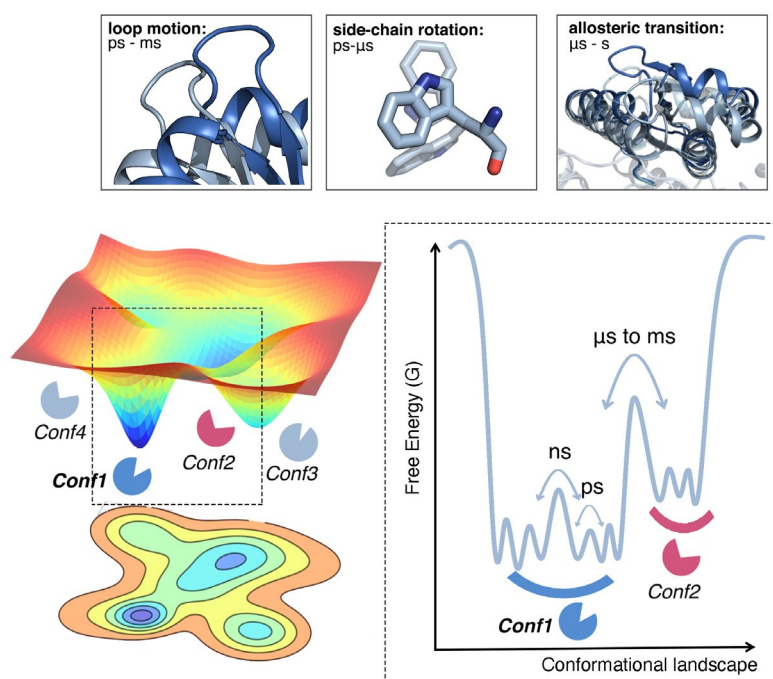 loop motion:
ps - ms
side-chain rotation:
ps-µs
allosteric transition:
µs - s
Conf4
Conf2
Conf3
Conf1
Free Energy (G)
µs to ms
ns
ps
Conf2
Conf1
Conformational landscape